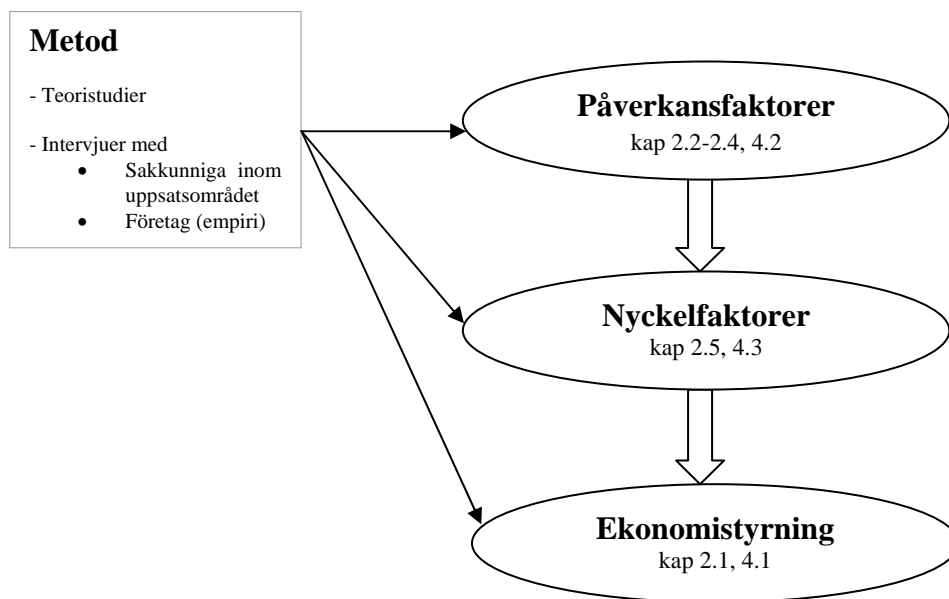 Metod
- Teoristudier
- Intervjuer med
• Sakkunniga inom
uppsatsområdet
• Företag (empiri)
Påverkansfaktorer
kap 2.2-2.4, 4.2
Nyckelfaktorer
kap 2.5, 4.3
Ekonomistyrning
kap 2.1, 4.1